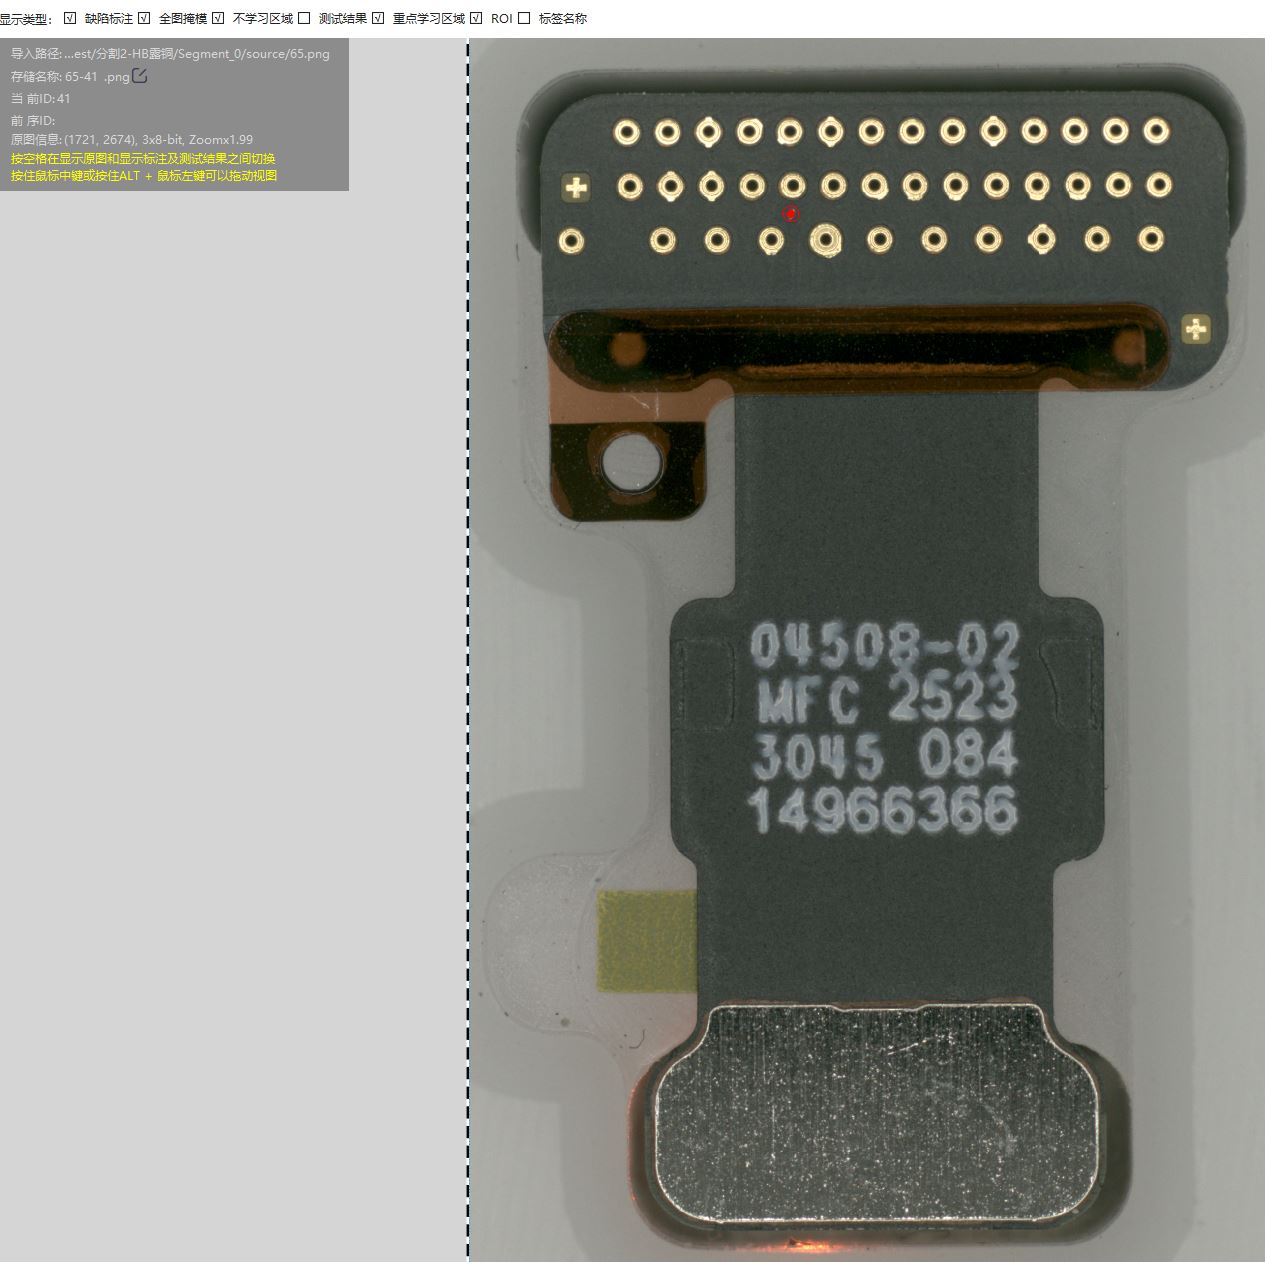 显示类型： 缺陷标注 全图掩模 不学习区域 测试结果 重点学习区域 ROI 标签名称
导入路径: ...est/分割2-HB露铜/Segment_0/source/65.png
存储名称: 65-41 .png
当 前ID: 41
前 序ID:
原图信息: (1721, 2674), 3x8-bit, Zoomx1.99
按空格在显示原图和显示标注及测试结果之间切换
按住鼠标中键或按住ALT + 鼠标左键可以拖动视图
04508-02
MFC 2523
3045 084
14966366